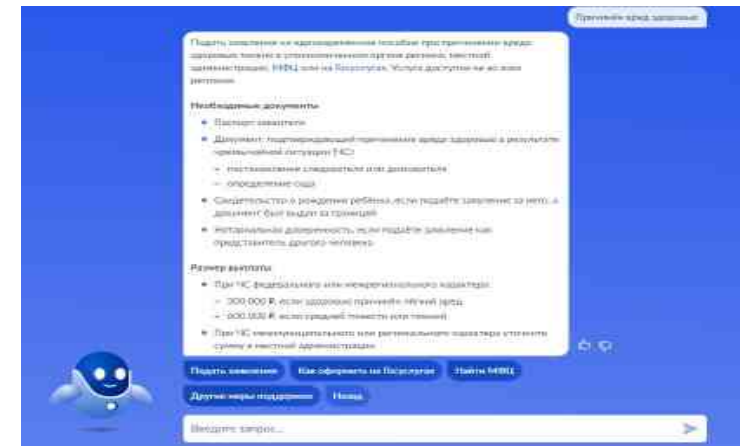 Причинён вред здоровью
Подать заявление на единовременное пособие при причинении вреда
здоровью можно в уполномоченном органе региона, местной
администрации, МФЦ или на Госуслугах. Услуга доступна не во всех
регионах
Необходимые документы
Паспорт заявителя
Документ, подтверждающий причинение вреда здоровью в результате
чрезвычайной ситуации (ЧС):
– постановление следователя или дознавателя
– определение суда
Свидетельство о рождении ребёнка, если подаёте заявление за него, а
документ был выдан за границей
Нотариальная доверенность, если подаёте заявление как
представитель другого человека
Размер выплаты
При ЧС федерального или межрегионального характера:
– 300 000 ₽, если здоровью причинён лёгкий вред
– 600 000 ₽, если средней тяжести или тяжкий
При ЧС межмуниципального или регионального характера уточните
сумму в местной администрации
Подать заявление
Как оформить на Госуслугах
Найти МФЦ
Другие меры поддержки
Назад
Введите запрос...